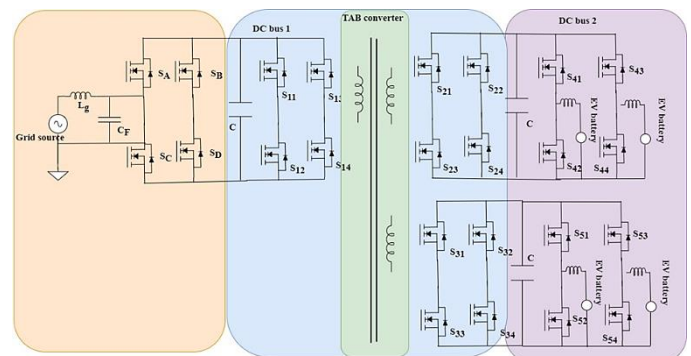 DC bus 1
TAB converter
DC bus 2
SA
SB
S11
S13
Lg
CF
C
Grid source
SC
SD
S12
S14
S21
S22
S23
S24
C
S41
S43
EV battery
EV battery
S42
S44
S31
S32
S33
S34
C
S51
S53
EV battery
EV battery
S52
S54